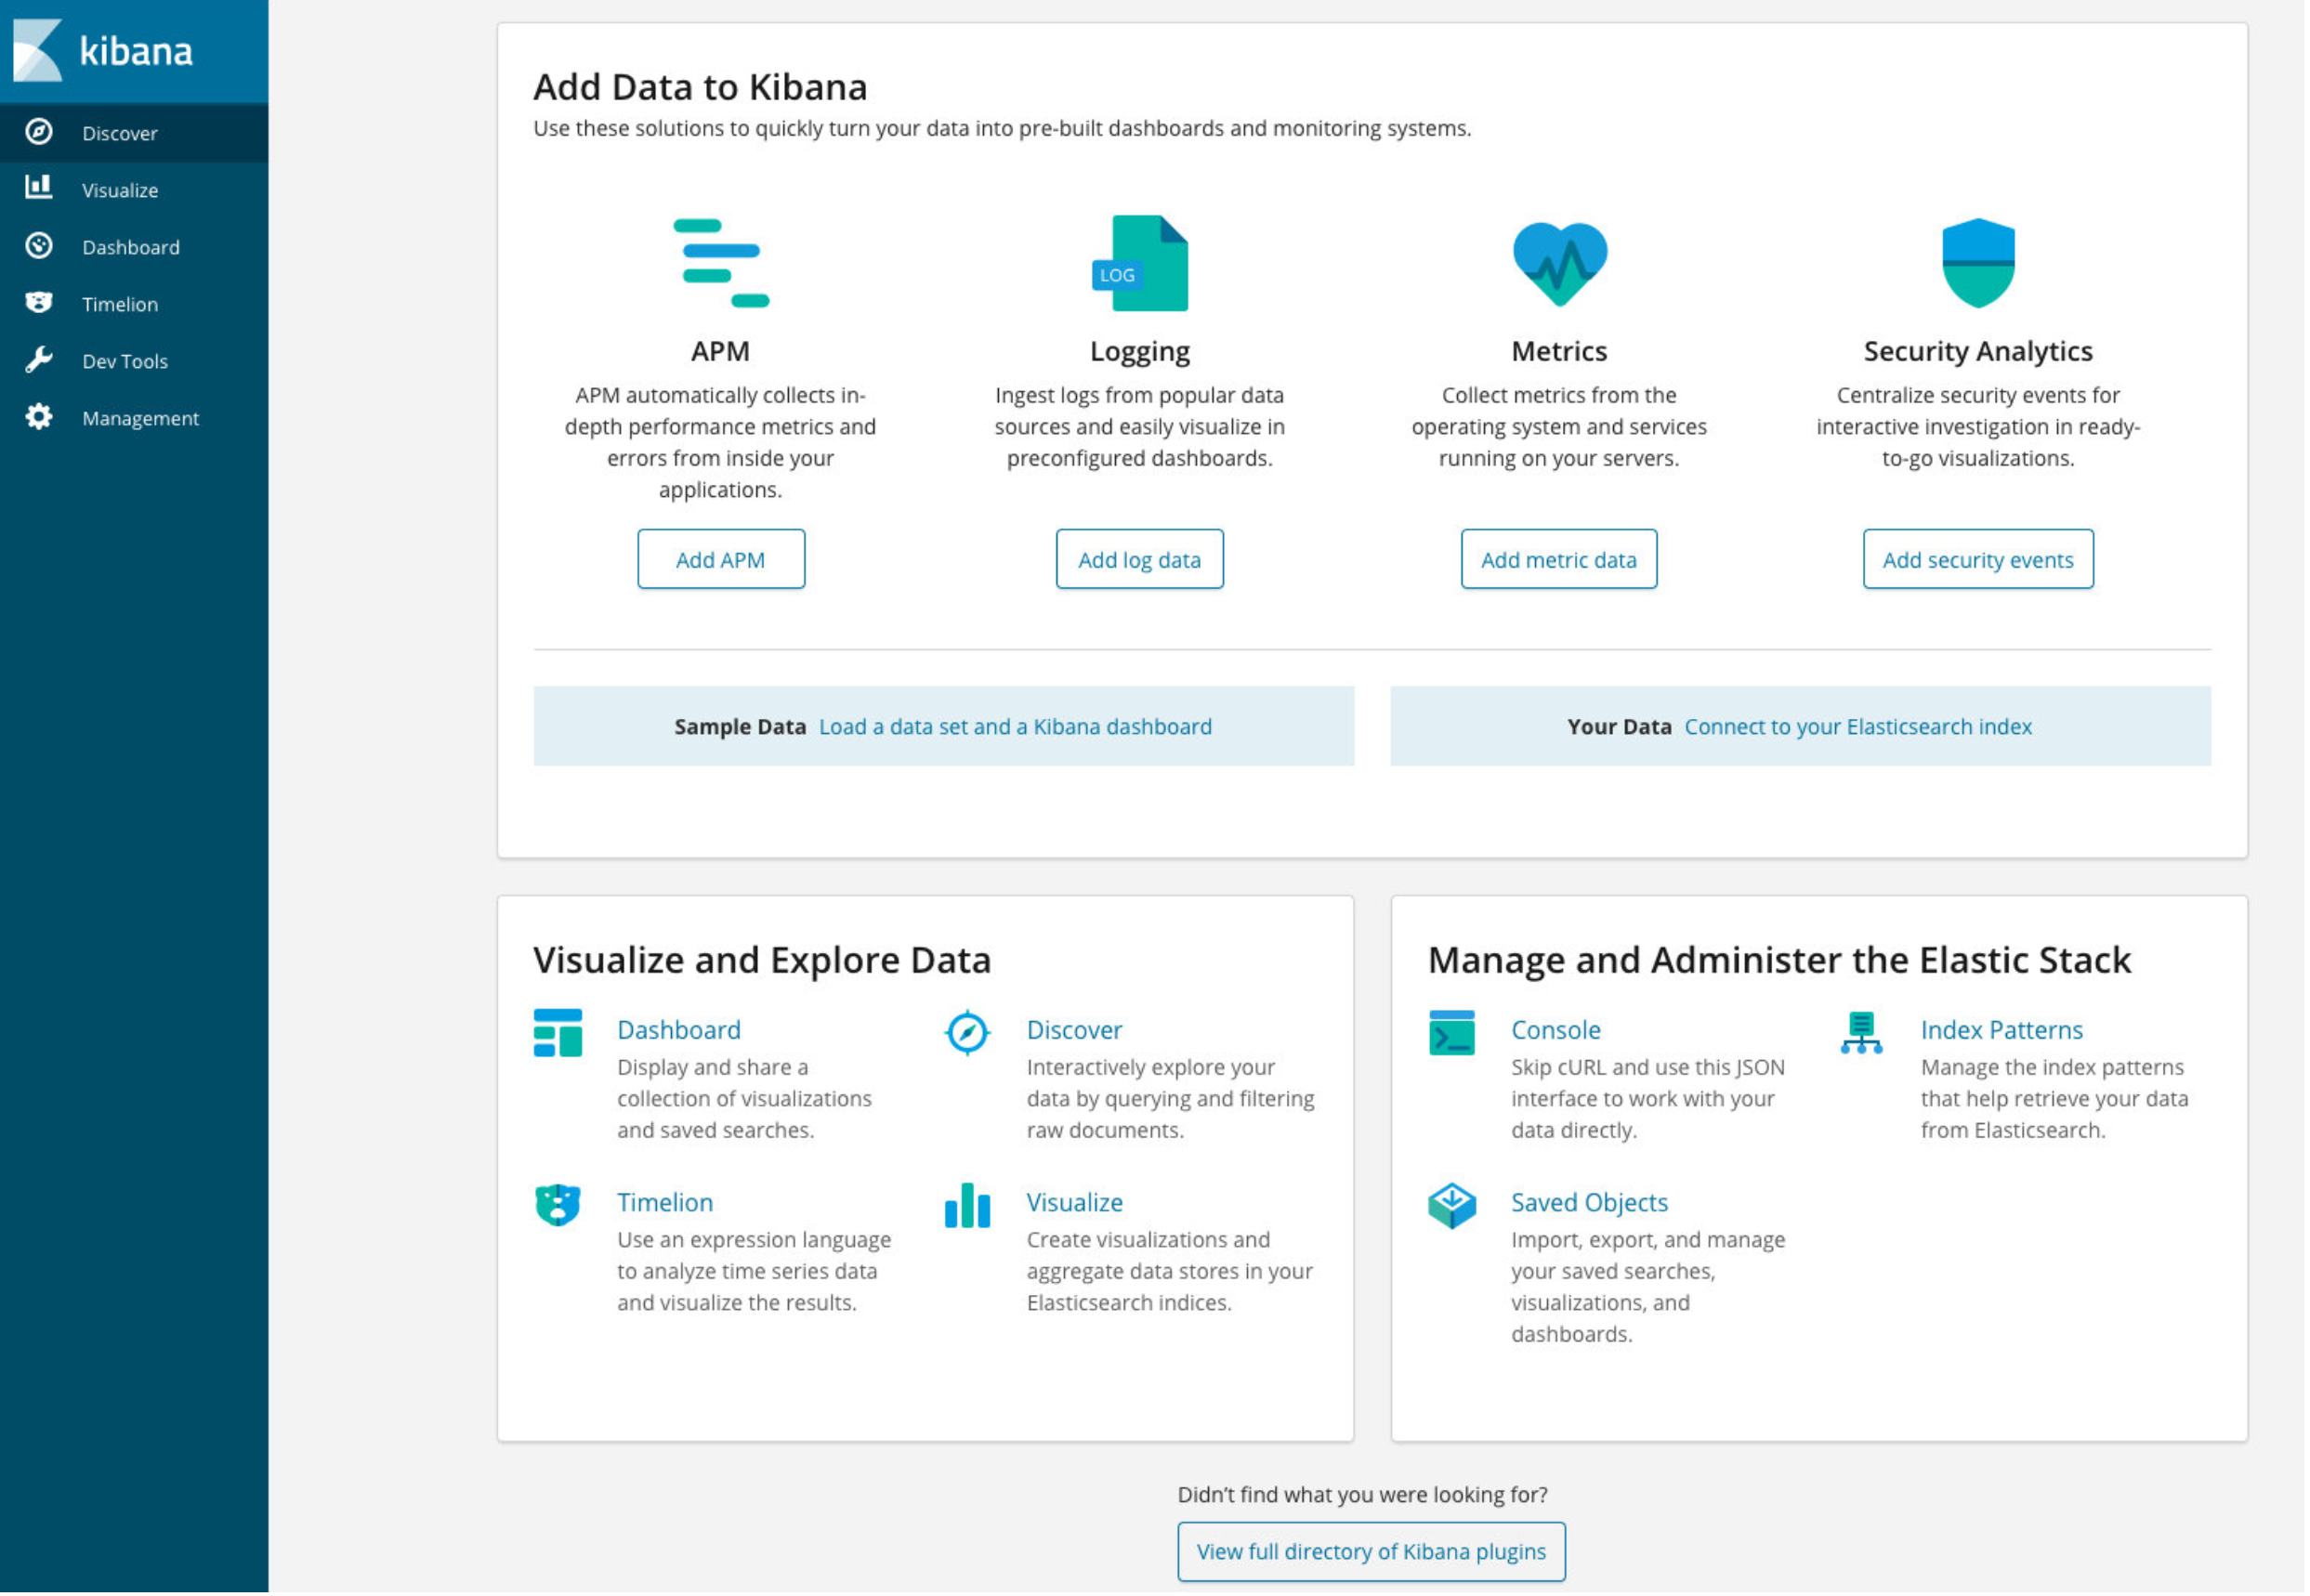 kibana
Discover
Visualize
Dashboard
Timelion
Dev Tools
Management
Add Data to Kibana
Use these solutions to quickly turn your data into pre-built dashboards and monitoring systems.
APM
APM automatically collects in-
depth performance metrics and
errors from inside your
applications.
Add APM
LOG
Logging
Ingest logs from popular data
sources and easily visualize in
preconfigured dashboards.
Add log data
Metrics
Collect metrics from the
operating system and services
running on your servers.
Add metric data
Security Analytics
Centralize security events for
interactive investigation in ready-
to-go visualizations.
Add security events
Sample Data Load a data set and a Kibana dashboard
Your Data Connect to your Elasticsearch index
Visualize and Explore Data
Dashboard
Display and share a
collection of visualizations
and saved searches.
Discover
Interactively explore your
data by querying and filtering
raw documents.
Timelion
Use an expression language
to analyze time series data
and visualize the results.
Visualize
Create visualizations and
aggregate data stores in your
Elasticsearch indices.
Manage and Administer the Elastic Stack
Console
Skip cURL and use this JSON
interface to work with your
data directly.
Index Patterns
Manage the index patterns
that help retrieve your data
from Elasticsearch.
Saved Objects
Import, export, and manage
your saved searches,
visualizations, and
dashboards.
Didn't find what you were looking for?
View full directory of Kibana plugins